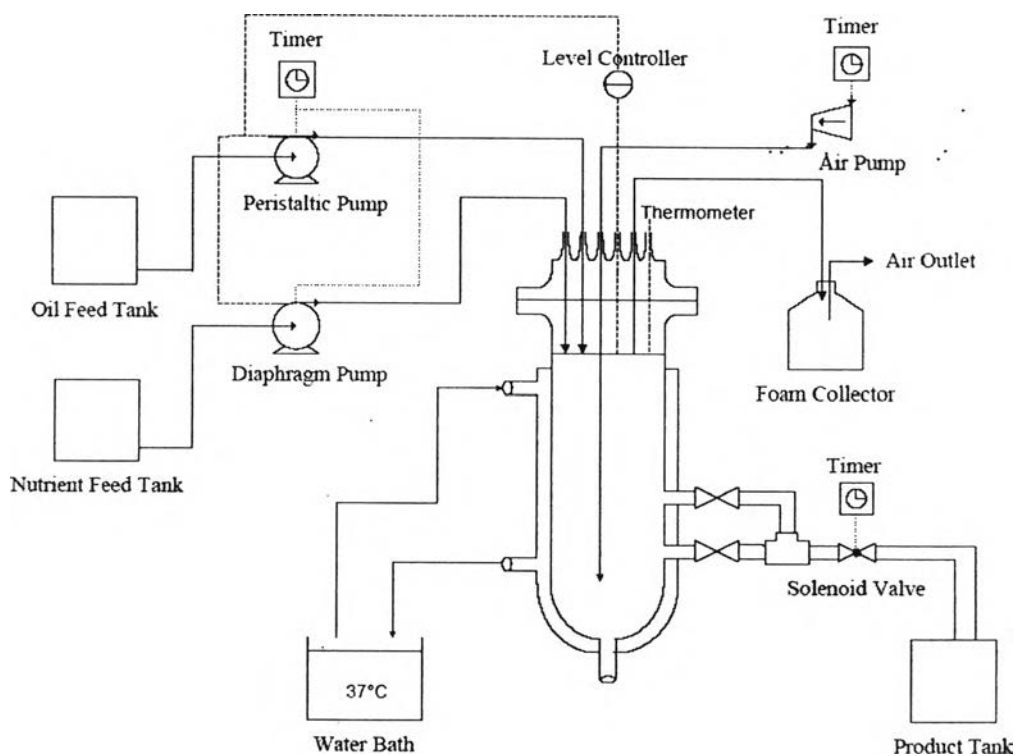 Timer
Level Controller
Timer
Air Pump
Peristaltic Pump
Thermometer
Air Outlet
Oil Feed Tank
Diaphragm Pump
Foam Collector
Nutrient Feed Tank
Timer
Solenoid Valve
37°C
Water Bath
Product Tank